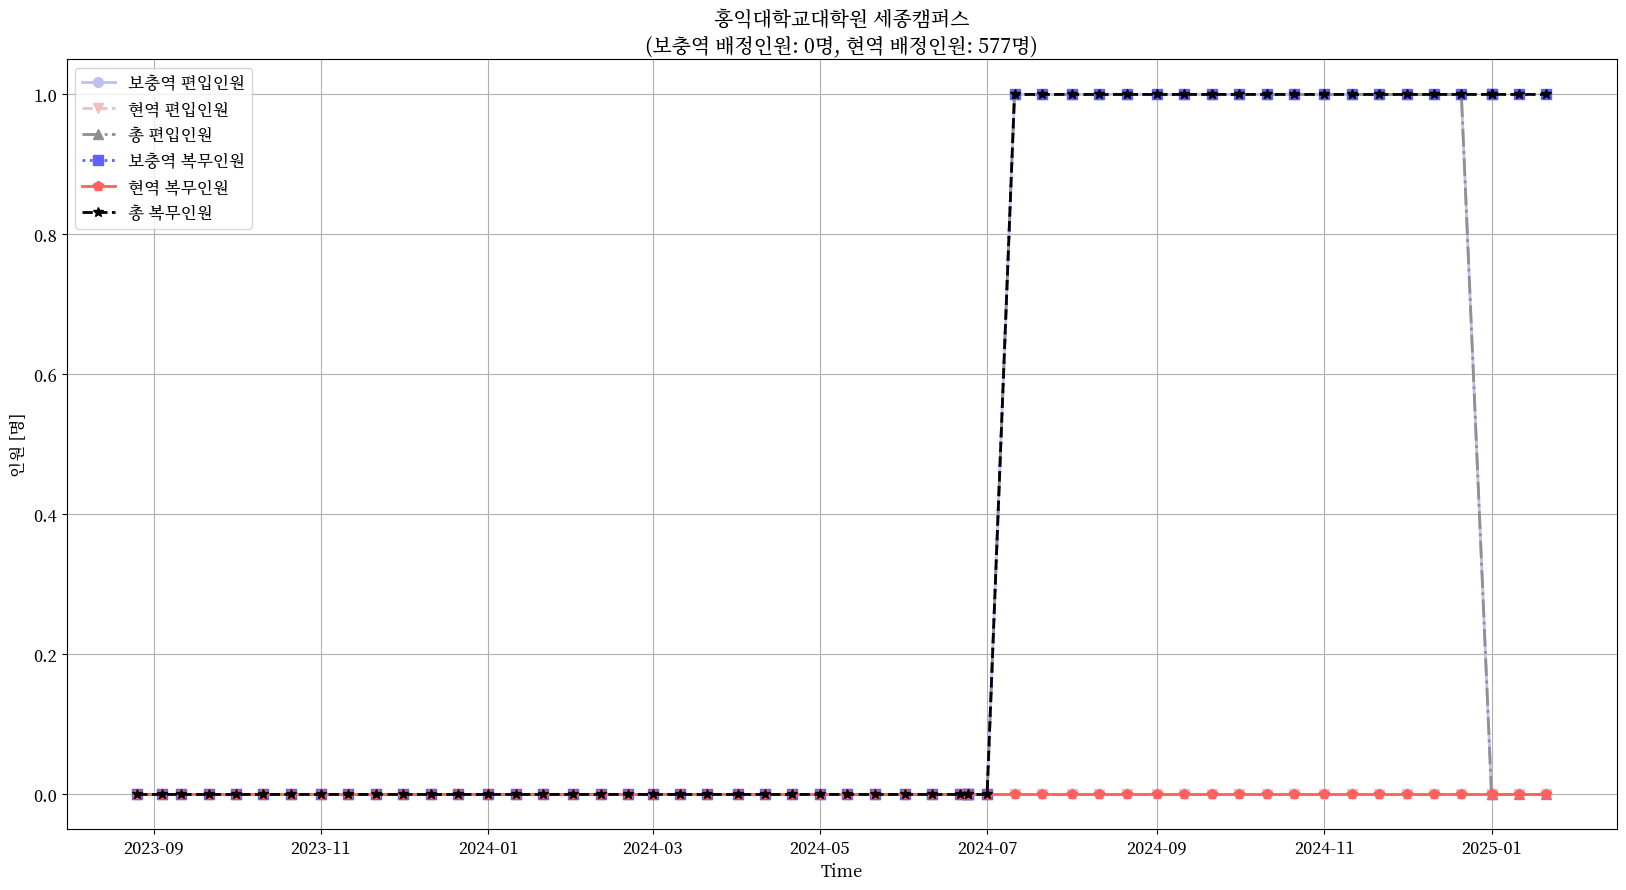 홍익대학교대학원 세종캠퍼스
(보충역 배정인원: 0명, 현역 배정인원: 577명)
보충역 편입인원
현역 편입인원
총 편입인원
보충역 복무인원
현역 복무인원
총 복무인원
인원 [명]
1.0
0.8
0.6
0.4
0.2
0.0
2023-09
2023-11
2024-01
2024-03
2024-05
2024-07
2024-09
2024-11
2025-01
Time